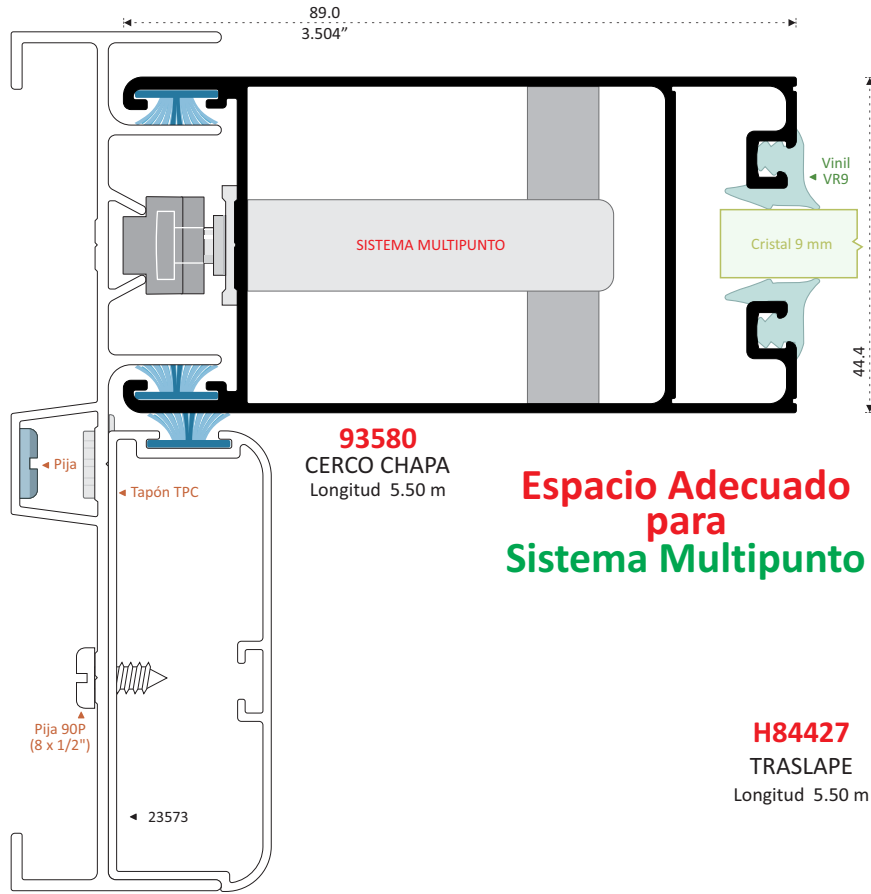 89.0
3.504”
Vinil
VR9
SISTEMA MULTIPUNTO
Cristal 9 mm
44.4
93580
CERCO CHAPA
Longitud 5.50 m
Pija
Tapón TPC
Espacio Adecuado
para
Sistema Multipunto
Pija 90P
(8 x 1/2")
H84427
TRASLAPE
Longitud 5.50 m
23573